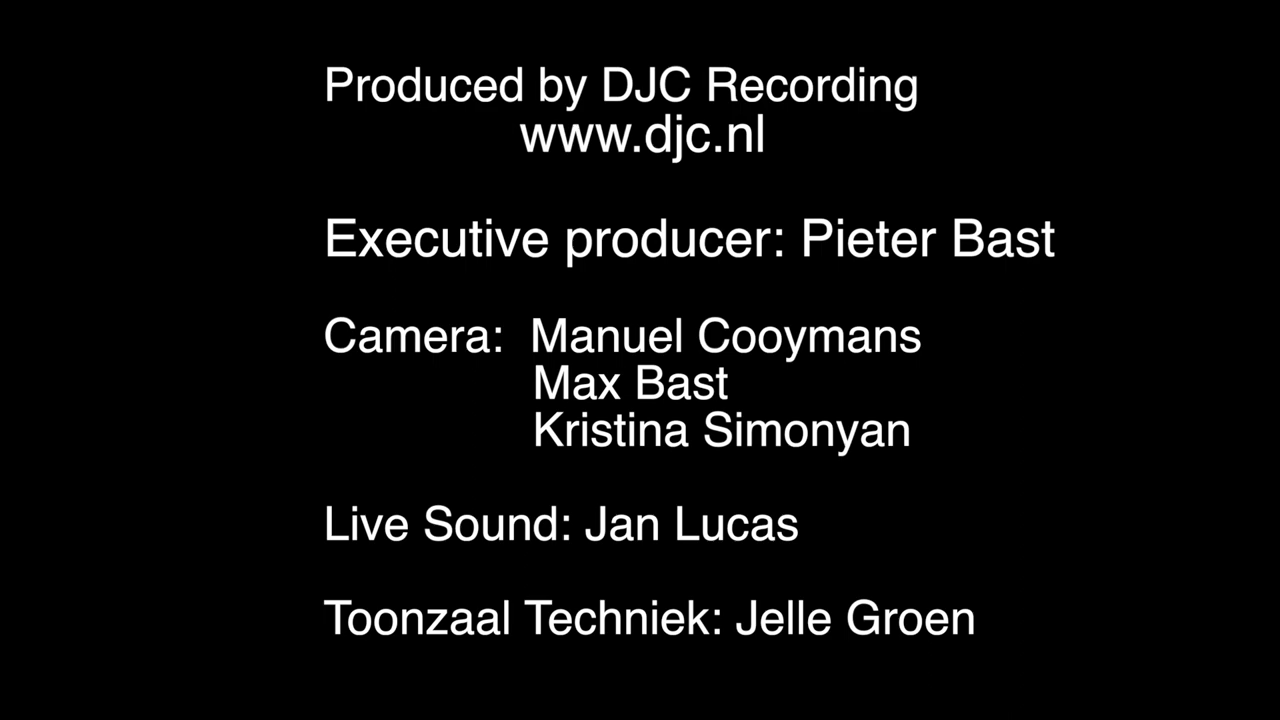 Produced by DJC Recording
www.djc.nl
Executive producer: Pieter Bast
Camera: Manuel Cooymans
Max Bast
Kristina Simonyan
Live Sound: Jan Lucas
Toonzaal Techniek: Jelle Groen